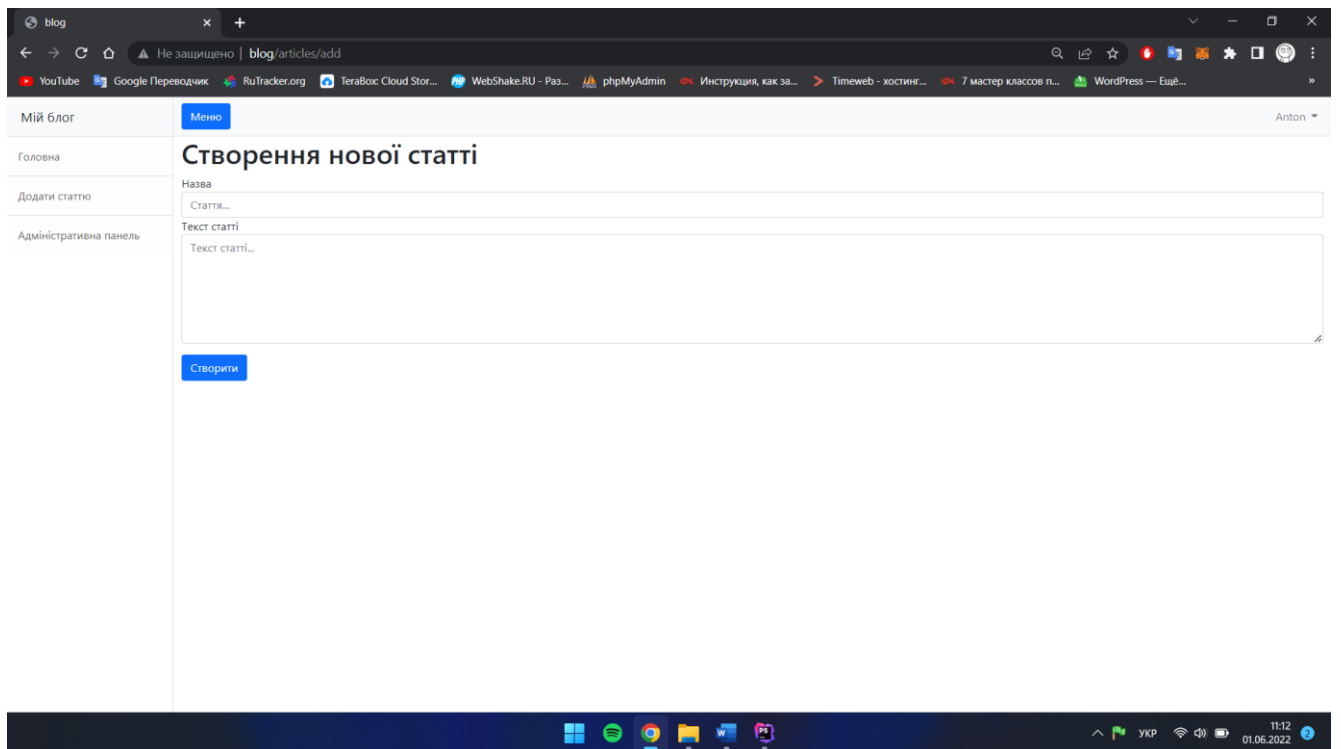 blog
Не защищено | blog/articles/add
YouTube Google Переводчик RuTracker.org TeraBox: Cloud Stor... WebShake.RU - Раз... phpMyAdmin Инструкция, как за... Timeweb - хостинг... 7 мастер классов п... WordPress — Ещё... »
Мій блог Меню Anton
Головна
Додати статтю
Адміністративна панель
Створення нової статті
Назва
Стаття...
Текст статті
Текст статті...
Створити
УКР 11:12
01.06.2022 2